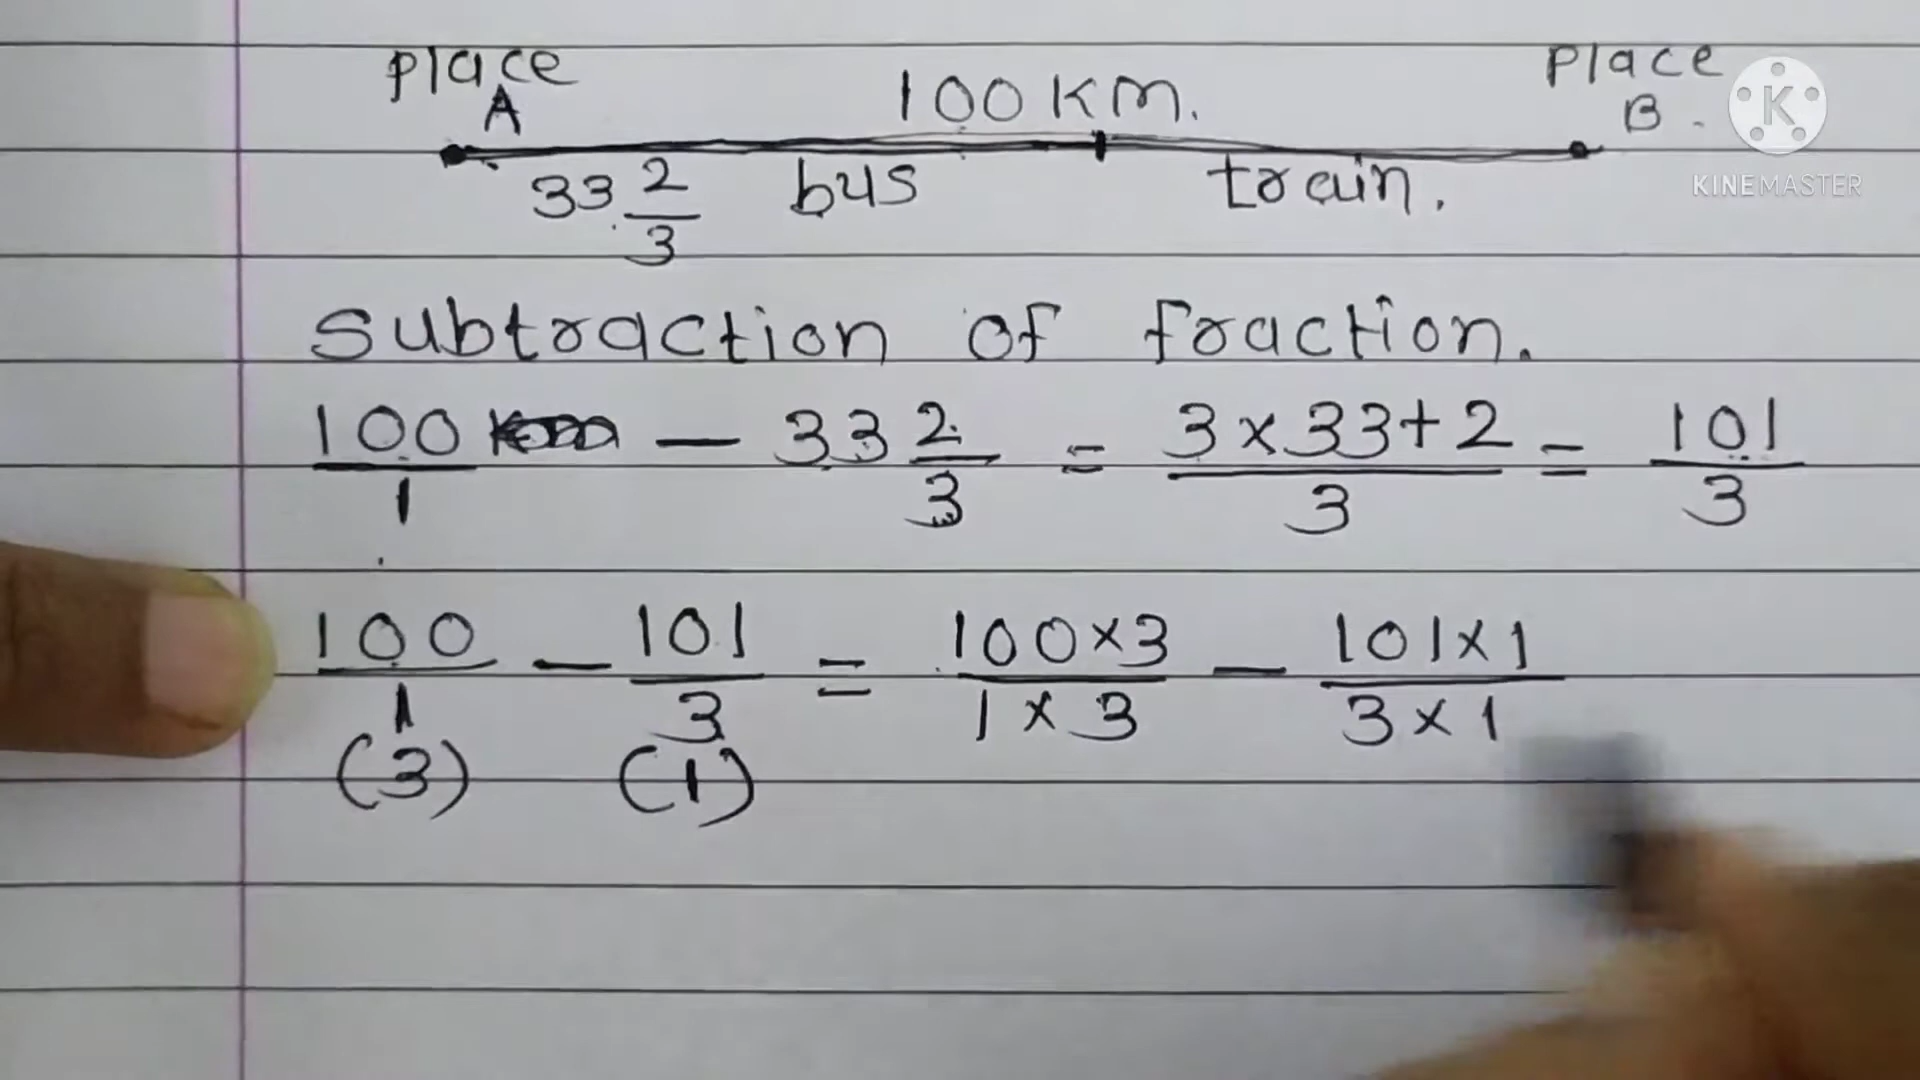 Place A 100 KM. Place B.
33 2/3 bus train.
Subtraction of fraction.
100/1 - 33 2/3 = 3×33+2/3 = 101/3
100/1 - 101/3 = 100×3/1×3 - 101×1/3×1
(3) (1)
K
KINEMASTER